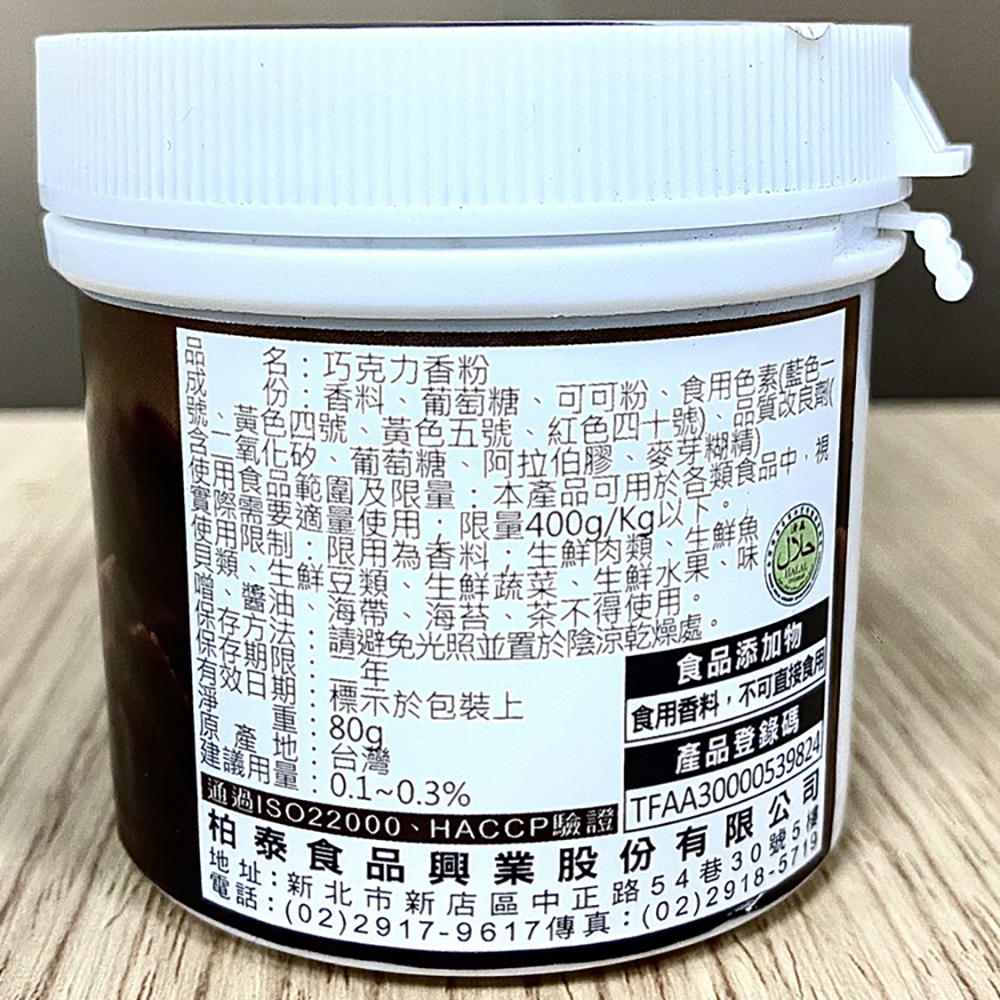 品名：巧克力香粉
成份：香料、葡萄糖、可可粉、食用色素(藍色一
號、黃色四號、黃色五號、紅色四十號)、品質改良劑(
含二氧化矽、葡萄糖、阿拉伯膠、麥芽糊精)
使用食品範圍及限量：本產品可用於各類食品中，視
實際需要適量使用；限量400g/Kg以下。
使用限制：限用為香料；生鮮肉類、生鮮魚
貝類、生鮮豆類、生鮮蔬菜、生鮮水果、味
噌、醬油、海帶、海苔、茶不得使用。
保存方法：請避免光照並置於陰涼乾燥處。
保存期限：二年
有效日期：標示於包裝上
淨重：80g
原產地：台灣
建議用量：0.1~0.3%
حلال
HALAL
食品添加物
食用香料，不可直接食用
產品登錄碼
TFAA30000539824
通過ISO22000、HACCP驗證
柏泰食品興業股份有限公司
地址：新北市新店區中正路54巷30號5樓
電話：(02)2917-9617傳真：(02)2918-5719